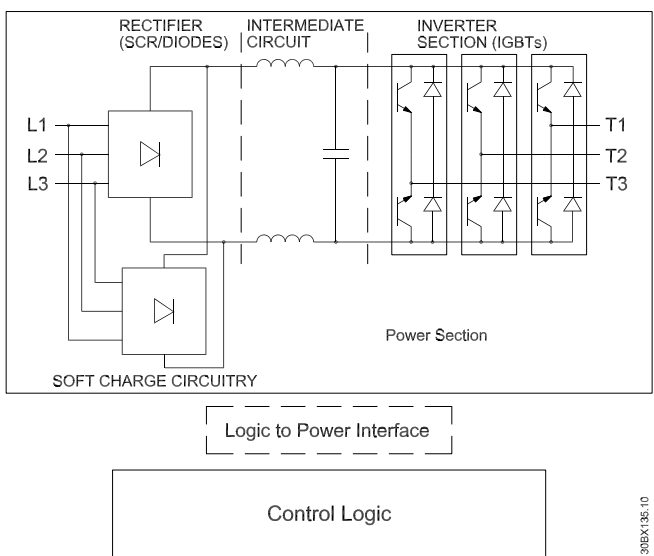 RECTIFIER
(SCR/DIODES)
INTERMEDIATE
CIRCUIT
INVERTER
SECTION (IGBTs)
L1
L2
L3
T1
T2
T3
Power Section
SOFT CHARGE CIRCUITRY
Logic to Power Interface
Control Logic
30BX135.10